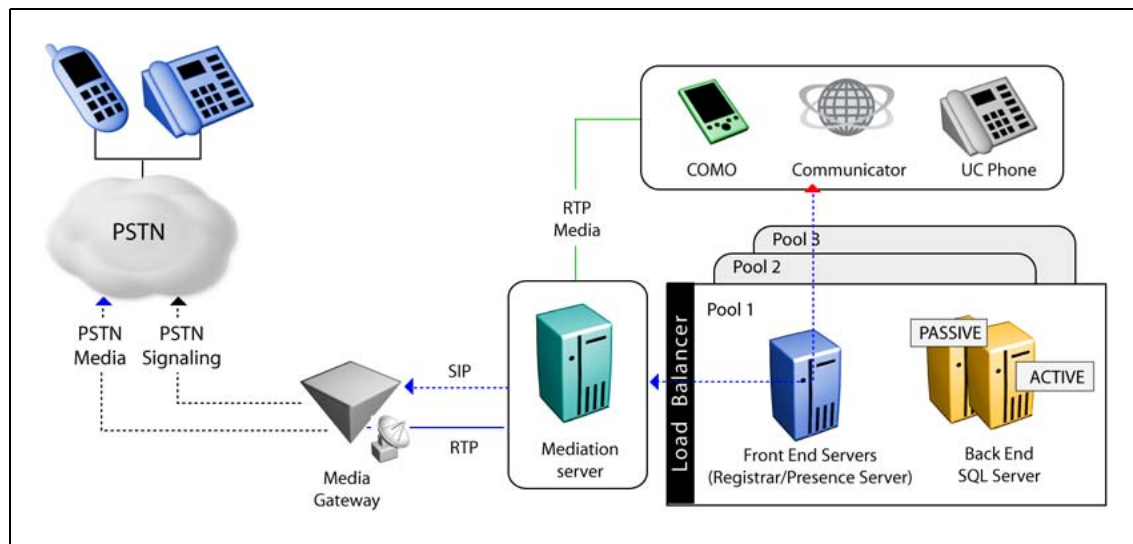 COMO
Communicator
UC Phone
PSTN
RTP
Media
Pool 3
Pool 2
Pool 1
Load Balancer
PASSIVE
ACTIVE
PSTN
Media
PSTN
Signaling
SIP
RTP
Media
Gateway
Mediation
server
Front End Servers
(Registrar/Presence Server)
Back End
SQL Server